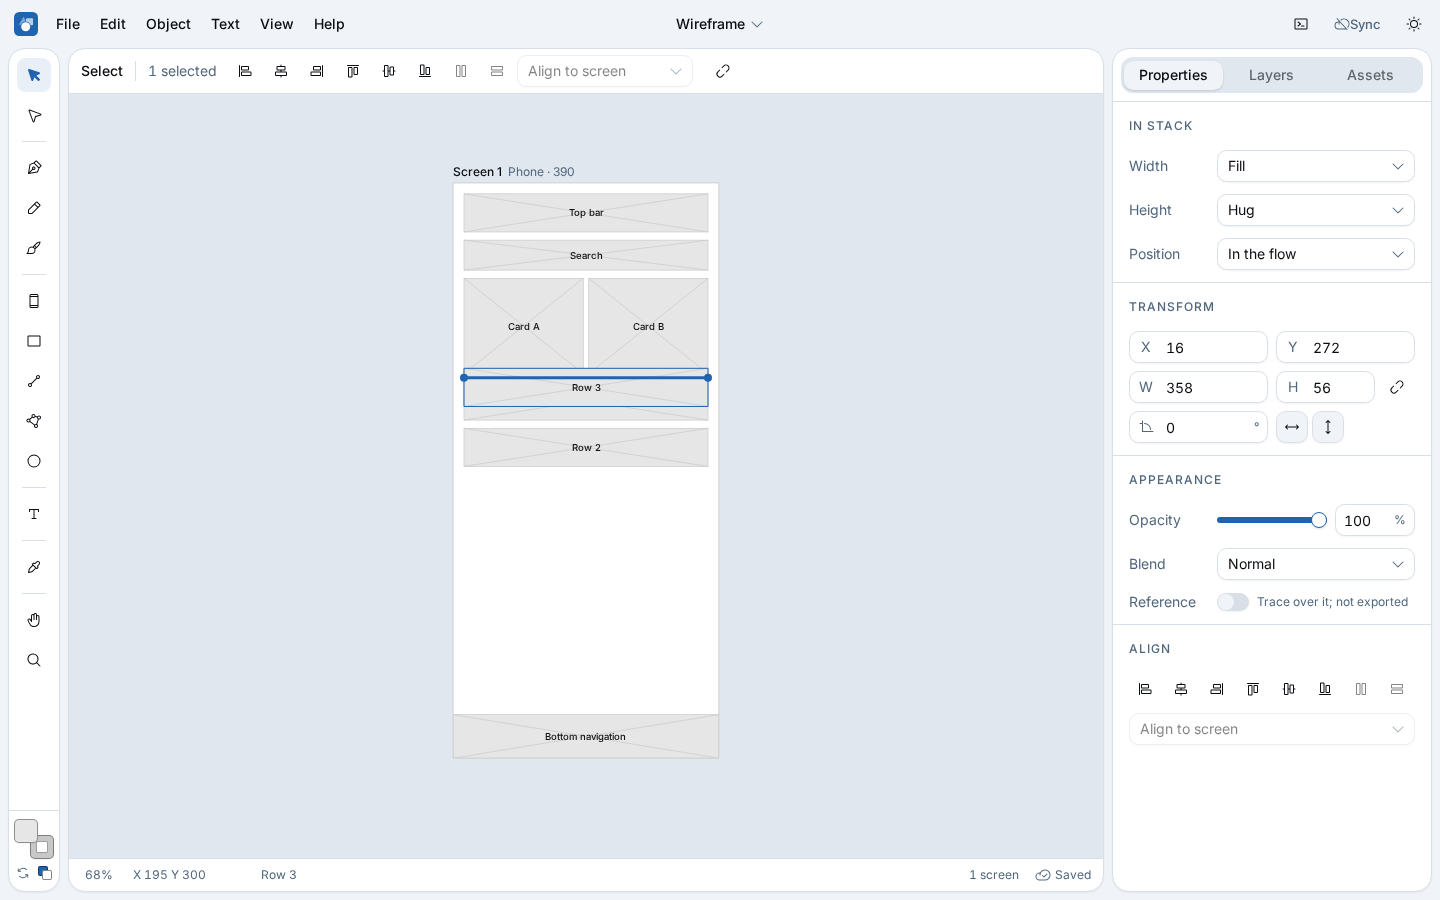 File Edit Object Text View Help
Wireframe
Sync
Select 1 selected Align to screen
Properties Layers Assets
Screen 1 Phone · 390
Top bar
Search
Card A Card B
Row 3
Row 2
Bottom navigation
IN STACK
Width Fill
Height Hug
Position In the flow
TRANSFORM
X 16 Y 272
W 358 H 56
0 °
APPEARANCE
Opacity 100 %
Blend Normal
Reference Trace over it; not exported
ALIGN
Align to screen
68% X 195 Y 300 Row 3 1 screen Saved